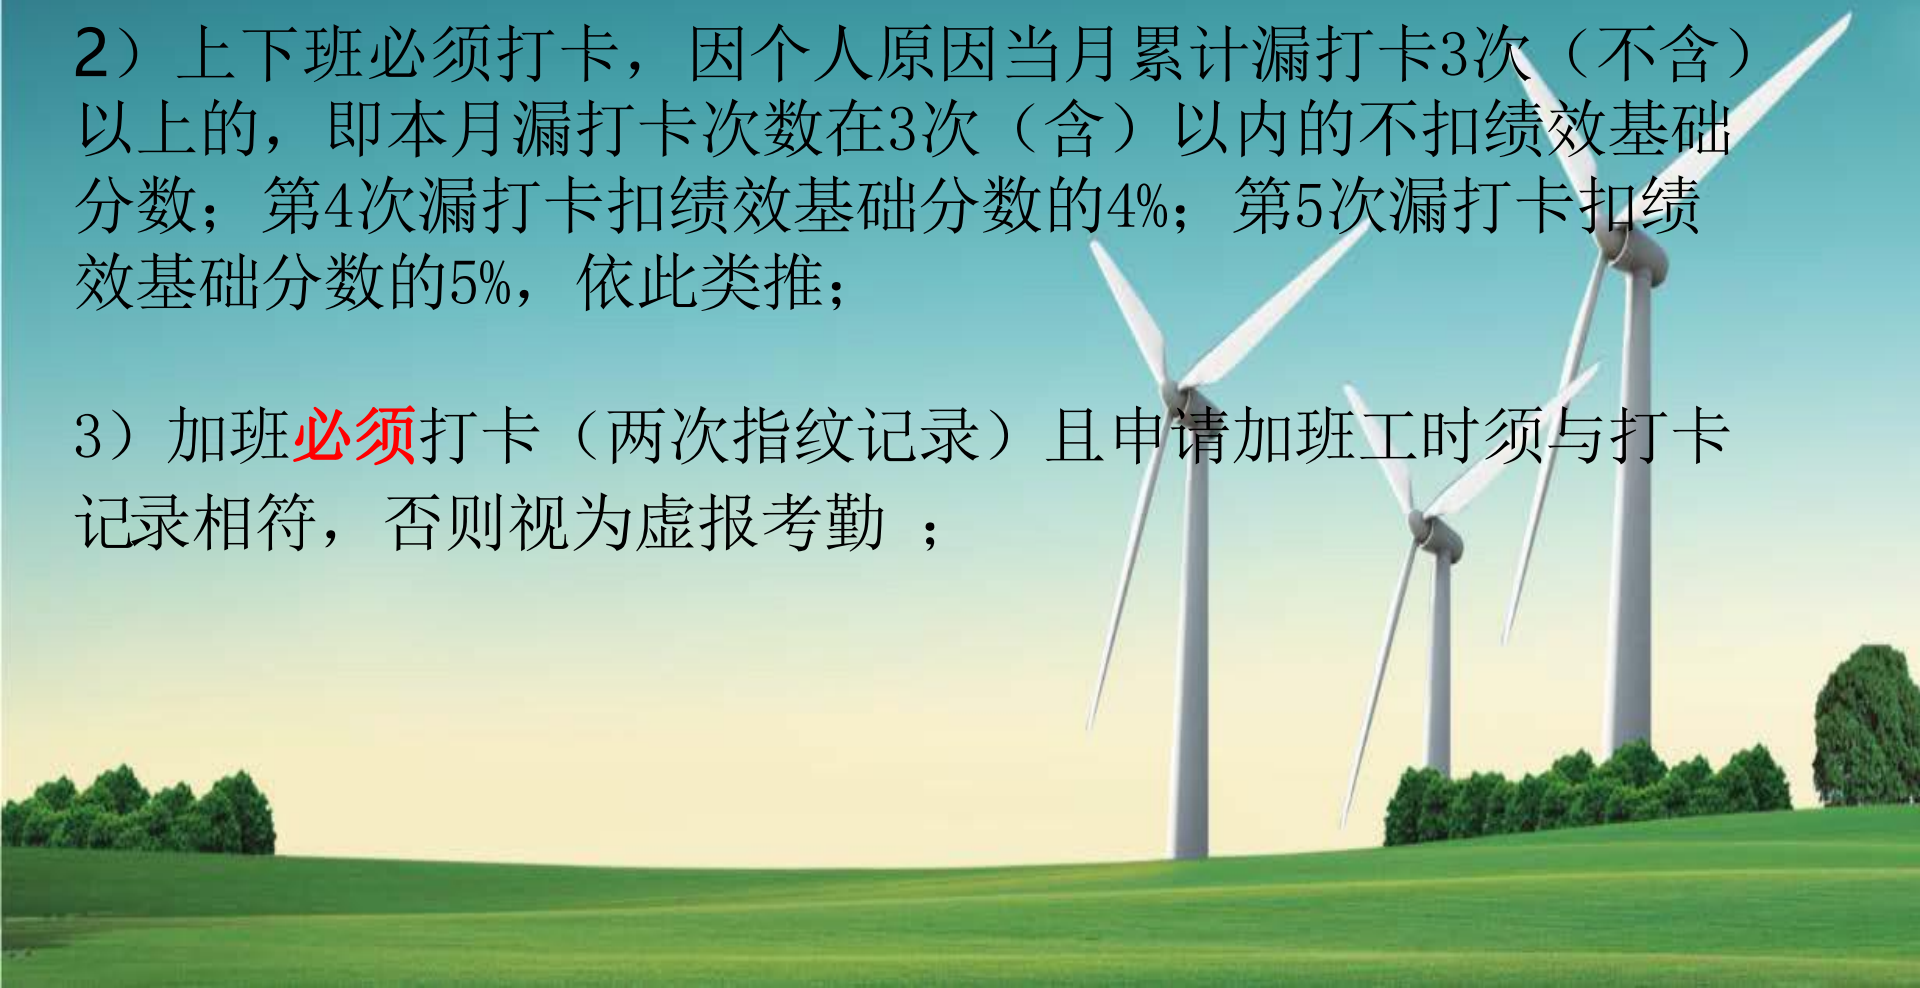 2）上下班必须打卡，因个人原因当月累计漏打卡3次（不含）
以上的，即本月漏打卡次数在3次（含）以内的不扣绩效基础
分数；第4次漏打卡扣绩效基础分数的4%；第5次漏打卡扣绩
效基础分数的5%，依此类推；
3）加班必须打卡（两次指纹记录）且申请加班工时须与打卡
记录相符，否则视为虚报考勤 ；